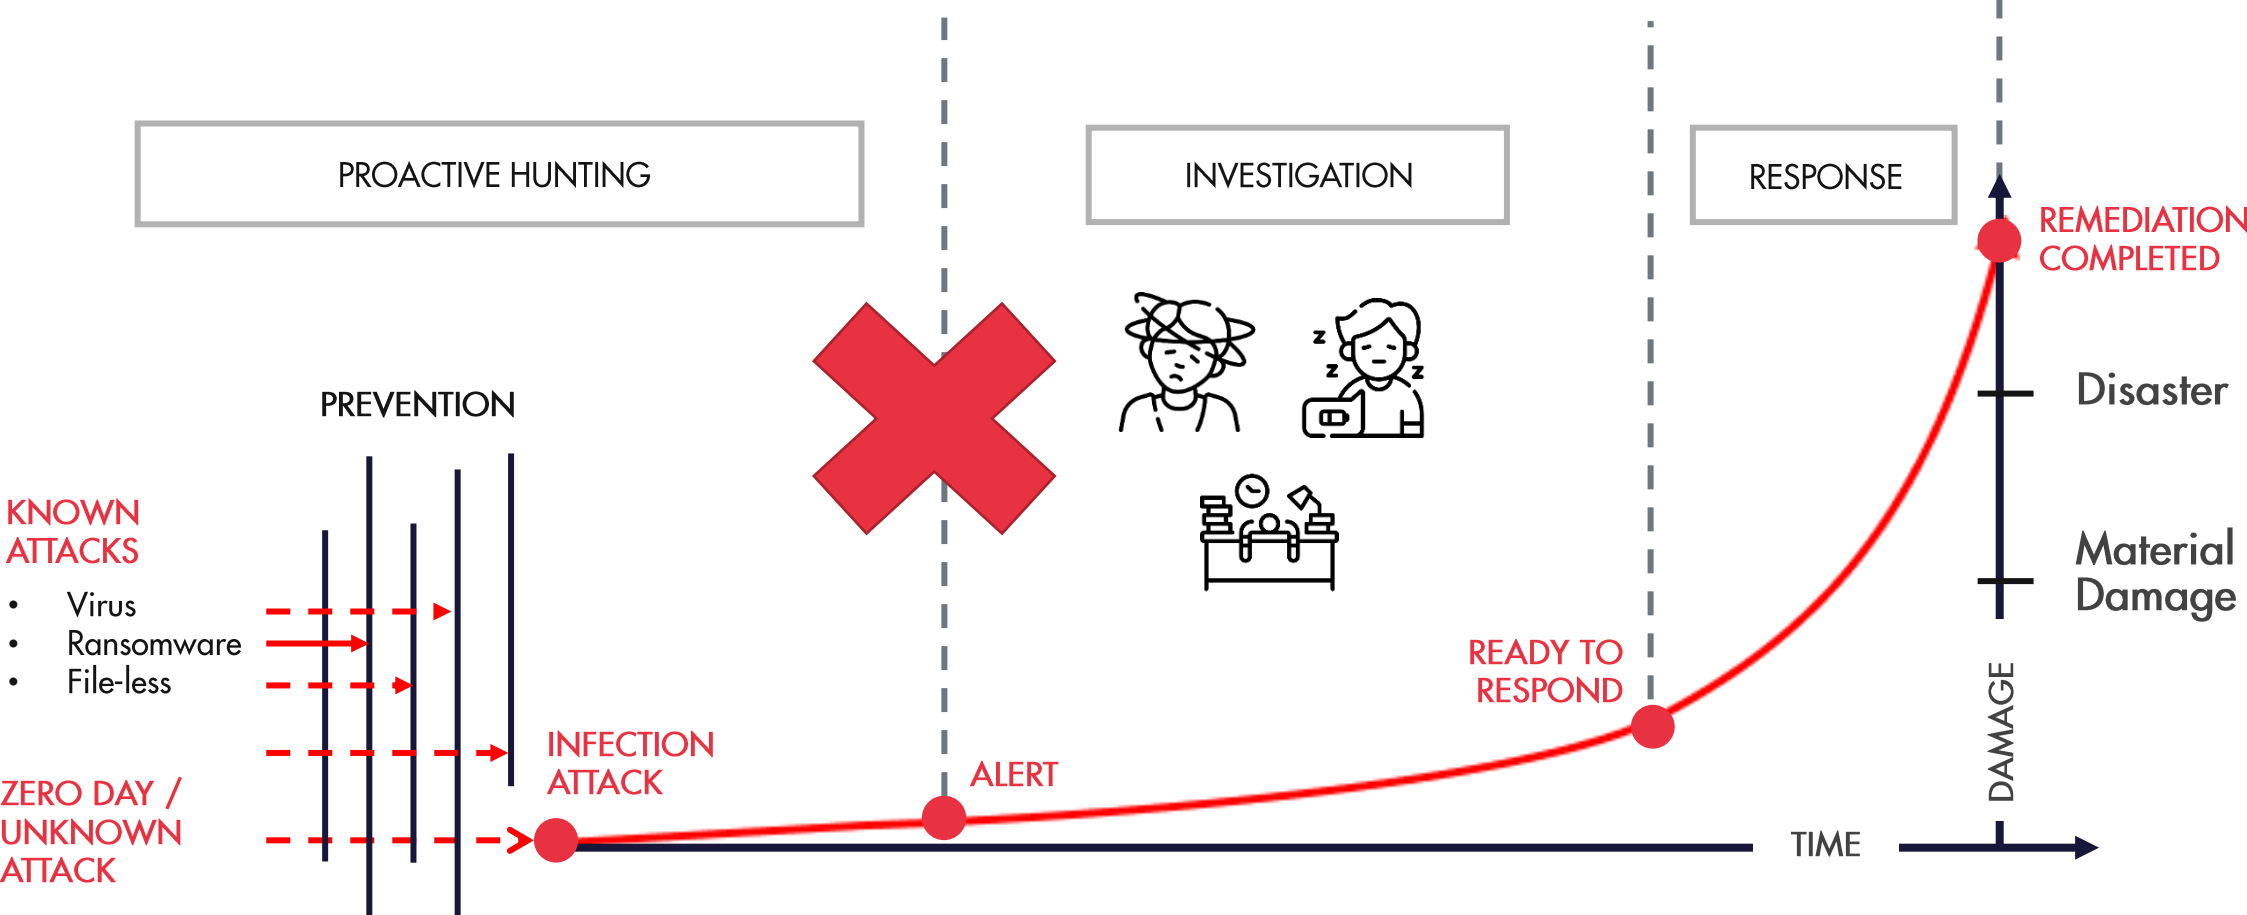 PROACTIVE HUNTING
INVESTIGATION
RESPONSE
REMEDIATION
COMPLETED
z
z
z
Disaster
PREVENTION
KNOWN
ATTACKS
• Virus
• Ransomware
• File-less
Material
Damage
READY TO
RESPOND
DAMAGE
INFECTION
ATTACK
ALERT
ZERO DAY /
UNKNOWN
ATTACK
TIME